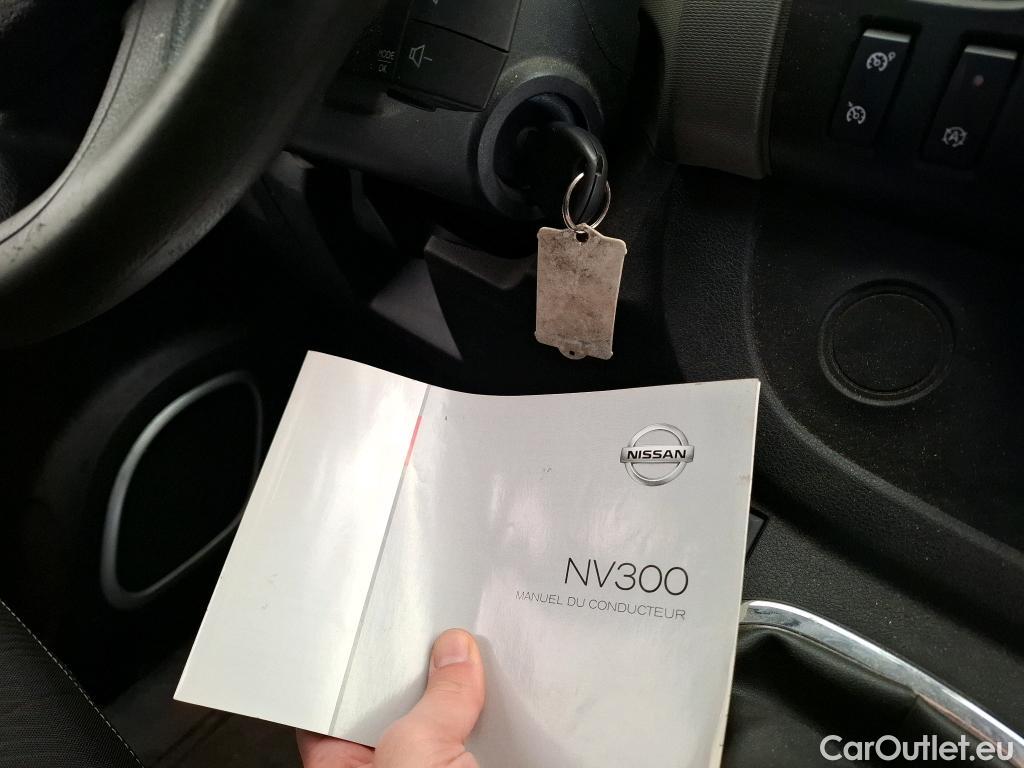 MODE
OK
A
NISSAN
NV300
MANUEL DU CONDUCTEUR
CarOutlet.eu